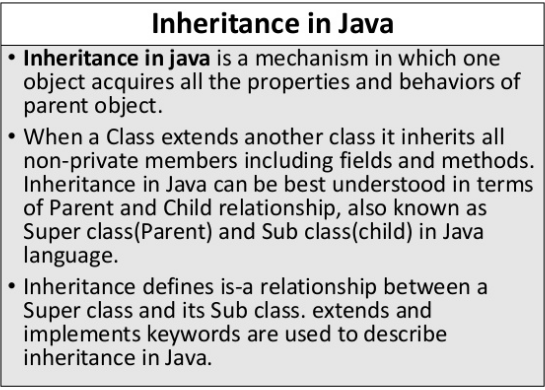 Inheritance in Java
• Inheritance in java is a mechanism in which one
object acquires all the properties and behaviors of
parent object.
• When a Class extends another class it inherits all
non-private members including fields and methods.
Inheritance in Java can be best understood in terms
of Parent and Child relationship, also known as
Super class(Parent) and Sub class(child) in Java
language.
• Inheritance defines is-a relationship between a
Super class and its Sub class. extends and
implements keywords are used to describe
inheritance in Java.